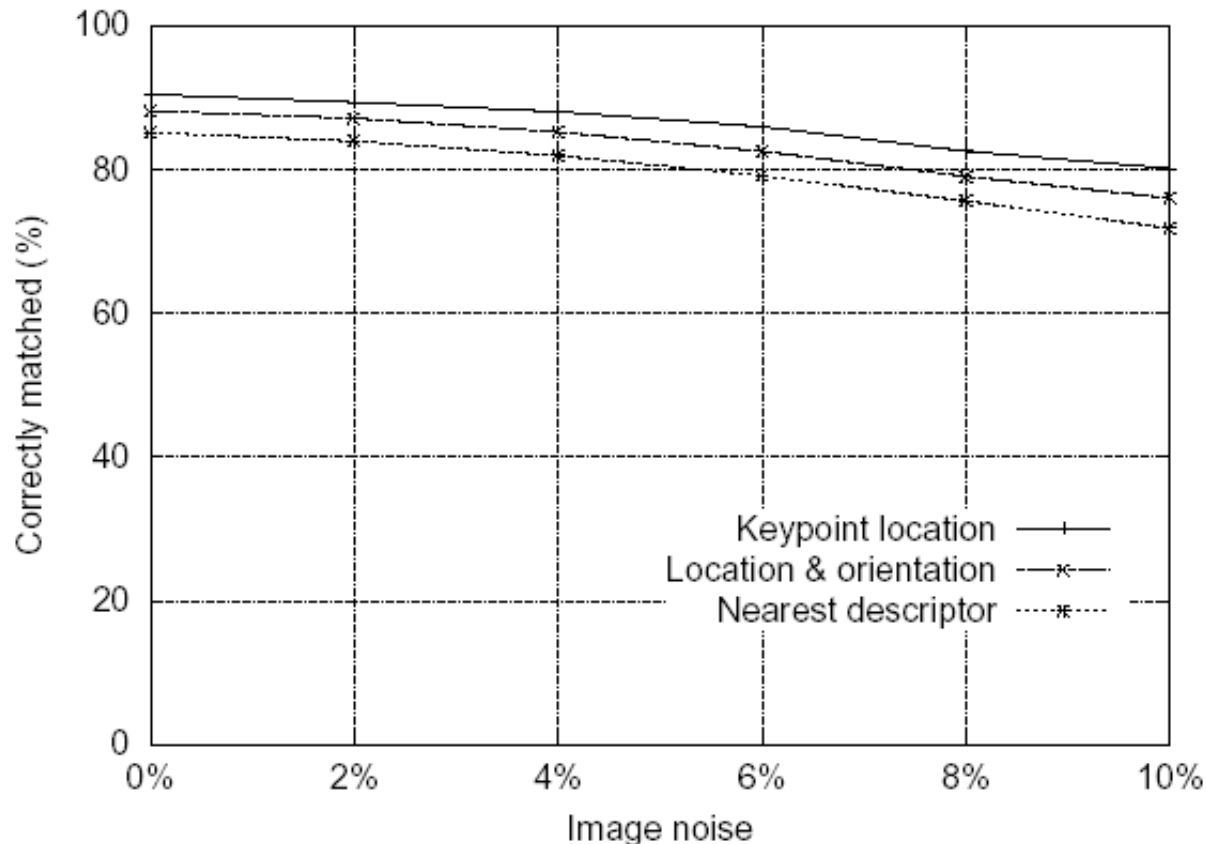 100
80
60
40
20
0
Correctly matched (%)
Keypoint location
Location & orientation
Nearest descriptor
0% 2% 4% 6% 8% 10%
Image noise